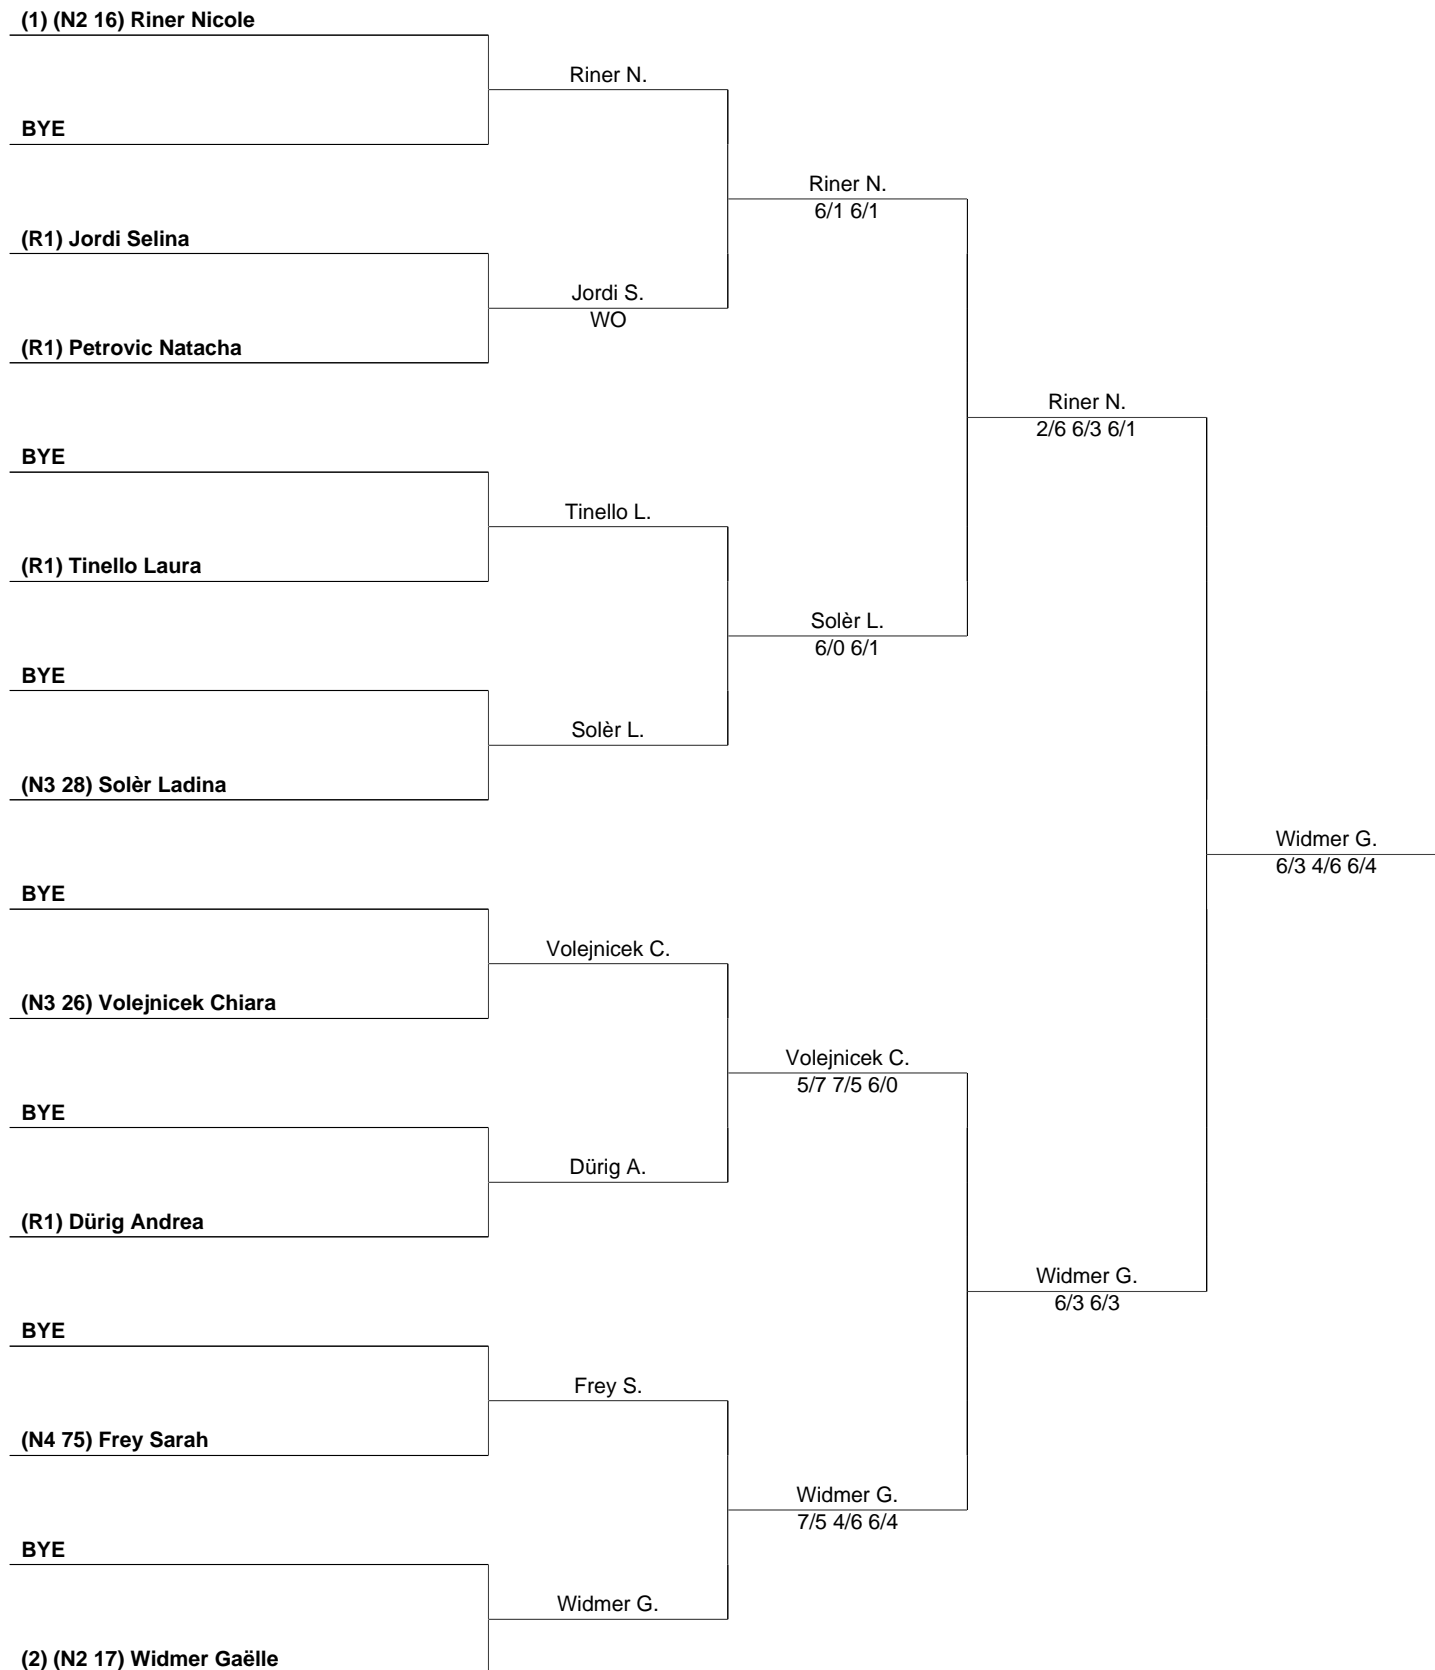 (1) (N2 16) Riner Nicole
Riner N.
BYE
Riner N.
6/1 6/1
(R1) Jordi Selina
Jordi S.
WO
(R1) Petrovic Natacha
Riner N.
2/6 6/3 6/1
BYE
Tinello L.
(R1) Tinello Laura
Solèr L.
6/0 6/1
BYE
Solèr L.
(N3 28) Solèr Ladina
Widmer G.
6/3 4/6 6/4
BYE
Volejnicek C.
(N3 26) Volejnicek Chiara
Volejnicek C.
5/7 7/5 6/0
BYE
Dürig A.
(R1) Dürig Andrea
Widmer G.
6/3 6/3
BYE
Frey S.
(N4 75) Frey Sarah
Widmer G.
7/5 4/6 6/4
BYE
Widmer G.
(2) (N2 17) Widmer Gaëlle